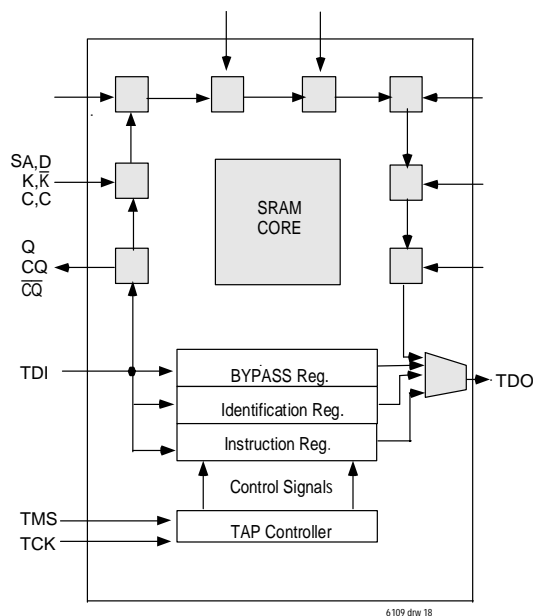 SA,D
K,K̅
C,C
SRAM
CORE
Q
CQ
C̅Q̅
TDI
BYPASS Reg.
TDO
Identification Reg.
Instruction Reg.
Control Signals
TMS
TAP Controller
TCK
6109 drw 18